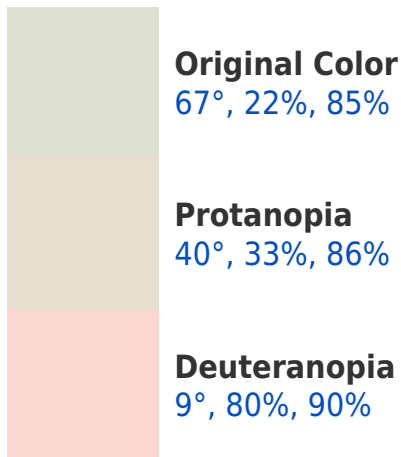 Original Color
67°, 22%, 85%
Protanopia
40°, 33%, 86%
Deuteranopia
9°, 80%, 90%